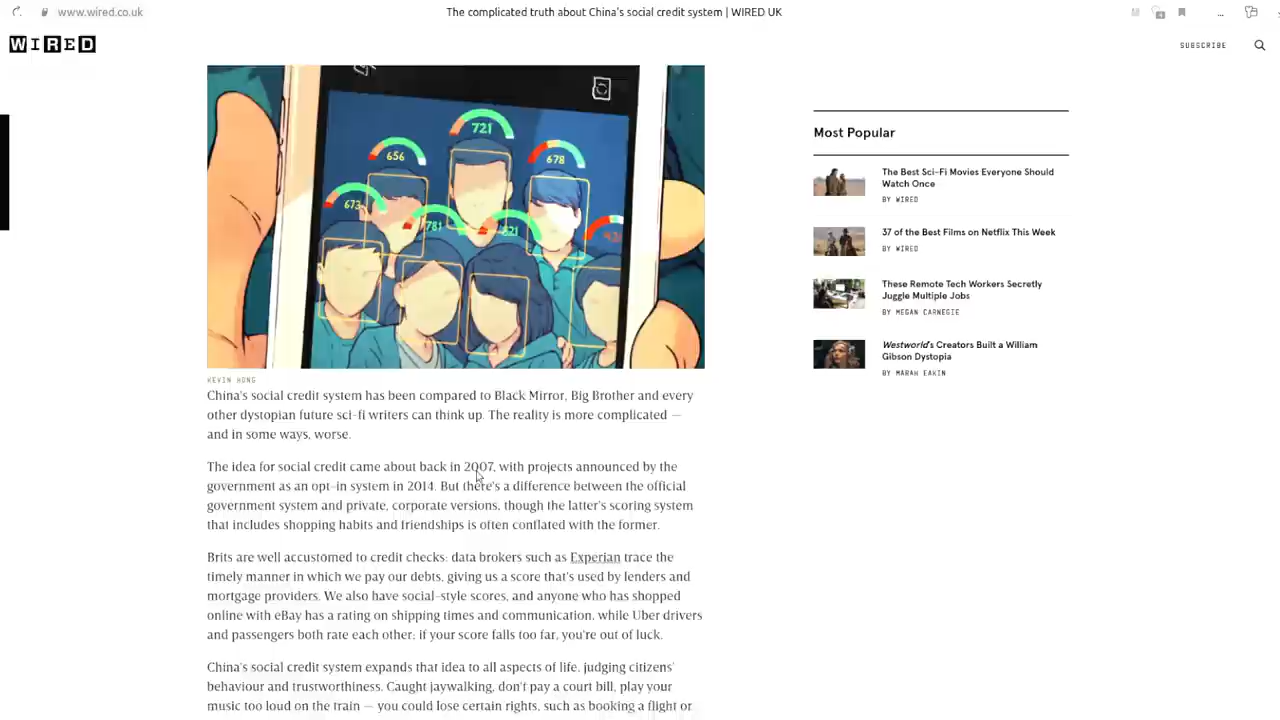 www.wired.co.uk
The complicated truth about China's social credit system | WIRED UK
WIRED
SUBSCRIBE
721
656
678
673
781
821
KEVIN HONG
China's social credit system has been compared to Black Mirror, Big Brother and every
other dystopian future sci-fi writers can think up. The reality is more complicated —
and in some ways, worse.
The idea for social credit came about back in 2007, with projects announced by the
government as an opt-in system in 2014. But there's a difference between the official
government system and private, corporate versions, though the latter's scoring system
that includes shopping habits and friendships is often conflated with the former.
Brits are well accustomed to credit checks: data brokers such as Experian trace the
timely manner in which we pay our debts, giving us a score that's used by lenders and
mortgage providers. We also have social-style scores, and anyone who has shopped
online with eBay has a rating on shipping times and communication, while Uber drivers
and passengers both rate each other; if your score falls too far, you're out of luck.
China's social credit system expands that idea to all aspects of life, judging citizens'
behaviour and trustworthiness. Caught jaywalking, don't pay a court bill, play your
music too loud on the train — you could lose certain rights, such as booking a flight or
Most Popular
The Best Sci-Fi Movies Everyone Should
Watch Once
BY WIRED
37 of the Best Films on Netflix This Week
BY WIRED
These Remote Tech Workers Secretly
Juggle Multiple Jobs
BY MEGAN CARNEGIE
Westworld's Creators Built a William
Gibson Dystopia
BY MARAH EAKIN